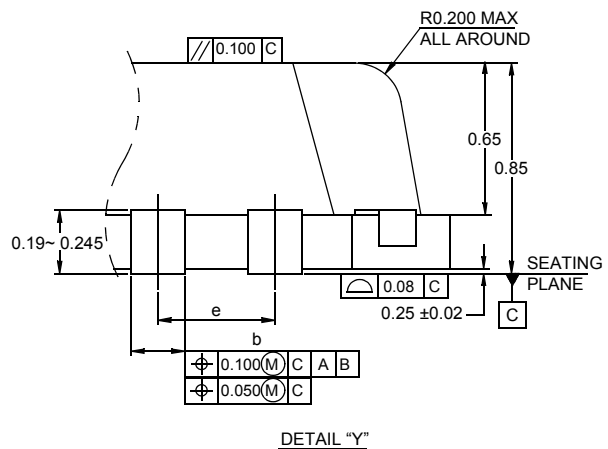 R0.200 MAX
ALL AROUND
// 0.100 C
0.65
0.85
0.19~ 0.245
SEATING
PLANE
⌓ 0.08 C
0.25 ±0.02
C
e
b
⌖ 0.100 Ⓜ C A B
⌖ 0.050 Ⓜ C
DETAIL “Y”